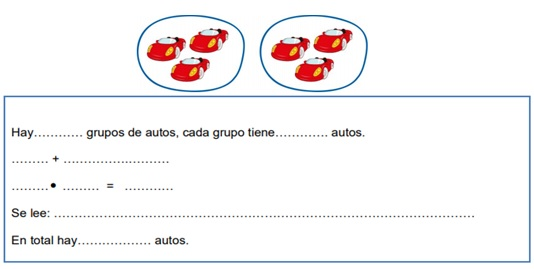 Hay………… grupos de autos, cada grupo tiene…………. autos.
……… + ………………………
………• ……… = …………
Se lee: ……………………………………………………………………………………………
En total hay……………… autos.